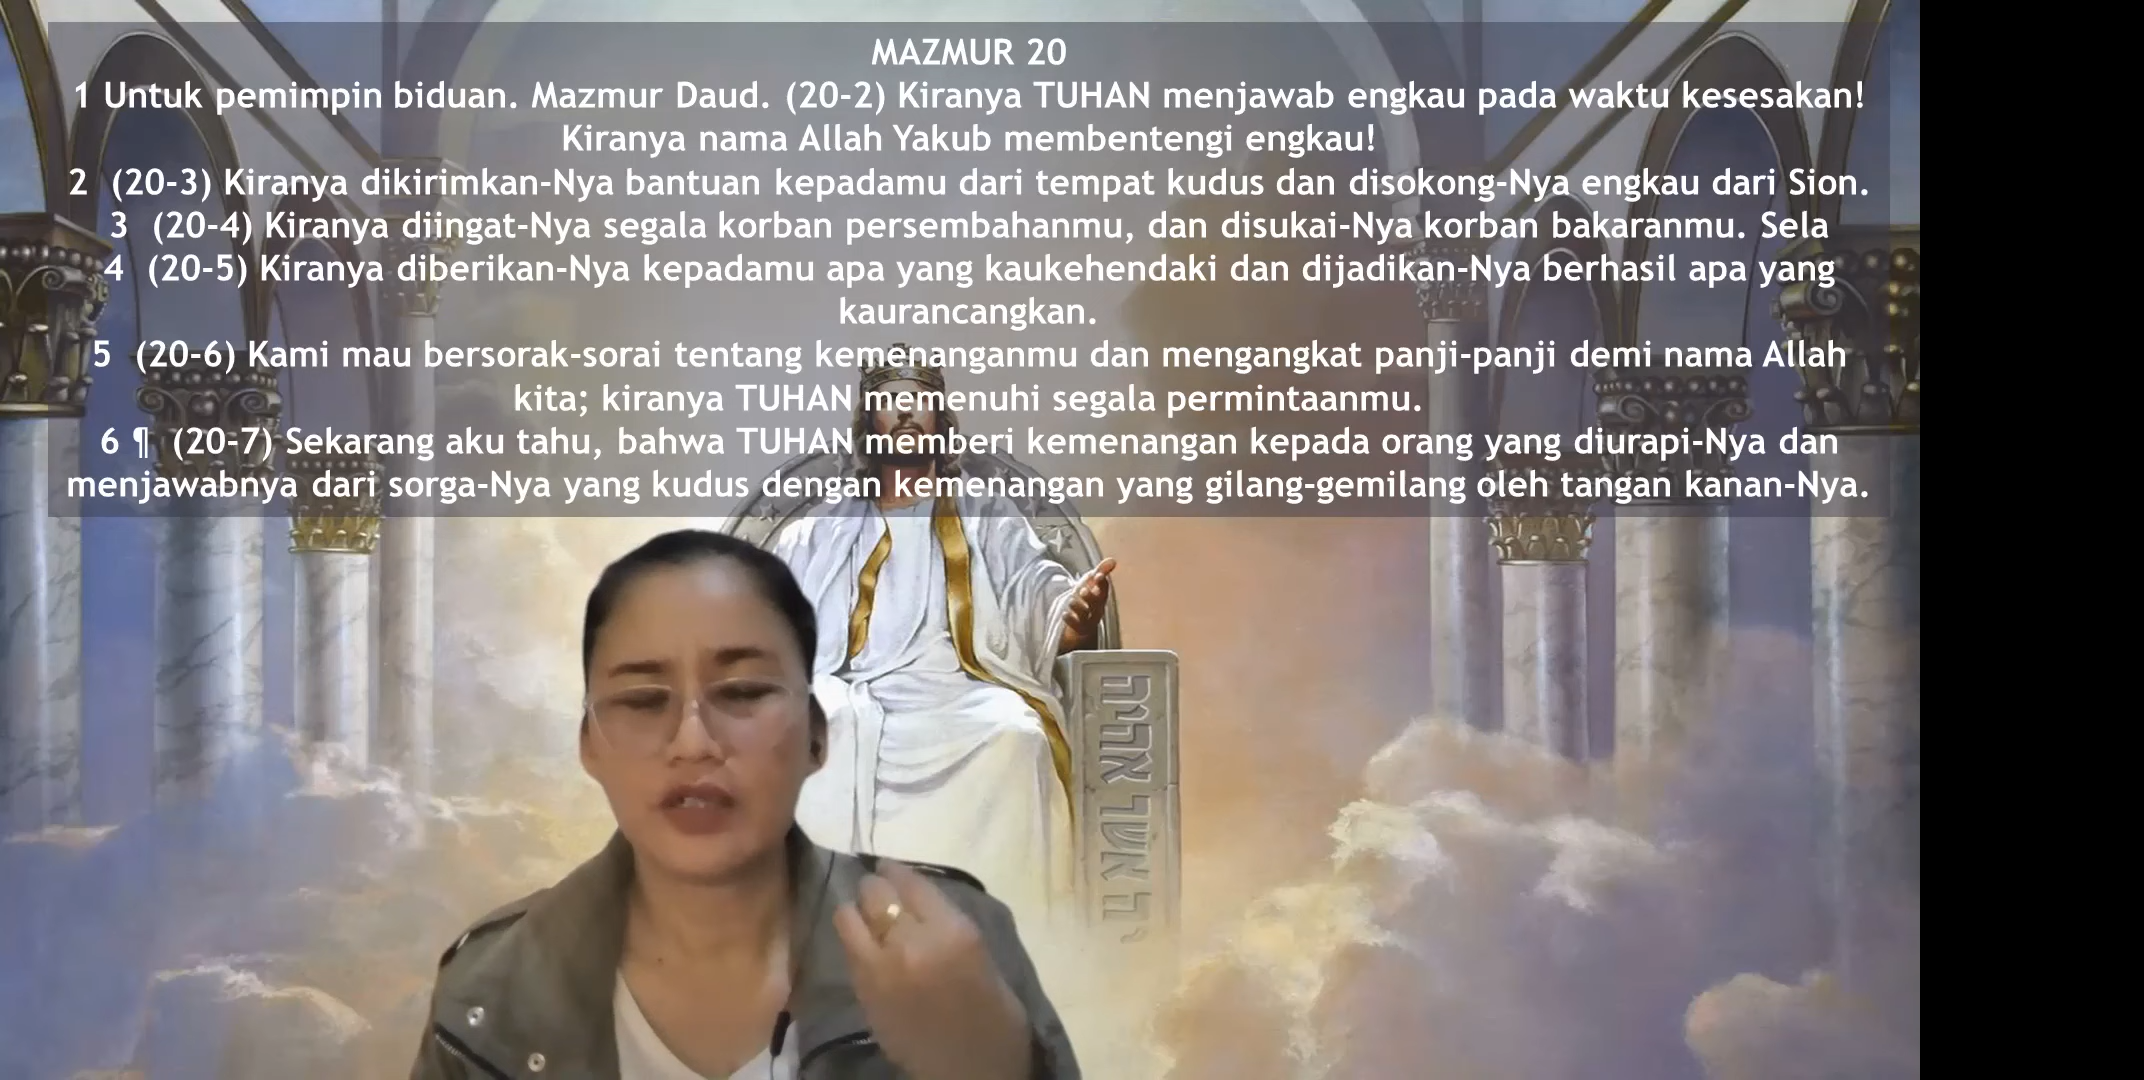 MAZMUR 20
1 Untuk pemimpin biduan. Mazmur Daud. (20-2) Kiranya TUHAN menjawab engkau pada waktu kesesakan!
Kiranya nama Allah Yakub membentengi engkau!
2 (20-3) Kiranya dikirimkan-Nya bantuan kepadamu dari tempat kudus dan disokong-Nya engkau dari Sion.
3 (20-4) Kiranya diingat-Nya segala korban persembahanmu, dan disukai-Nya korban bakaranmu. Sela
4 (20-5) Kiranya diberikan-Nya kepadamu apa yang kaukehendaki dan dijadikan-Nya berhasil apa yang
kaurancangkan.
5 (20-6) Kami mau bersorak-sorai tentang kemenanganmu dan mengangkat panji-panji demi nama Allah
kita; kiranya TUHAN memenuhi segala permintaanmu.
6 ¶ (20-7) Sekarang aku tahu, bahwa TUHAN memberi kemenangan kepada orang yang diurapi-Nya dan
menjawabnya dari sorga-Nya yang kudus dengan kemenangan yang gilang-gemilang oleh tangan kanan-Nya.
אהיה אשר